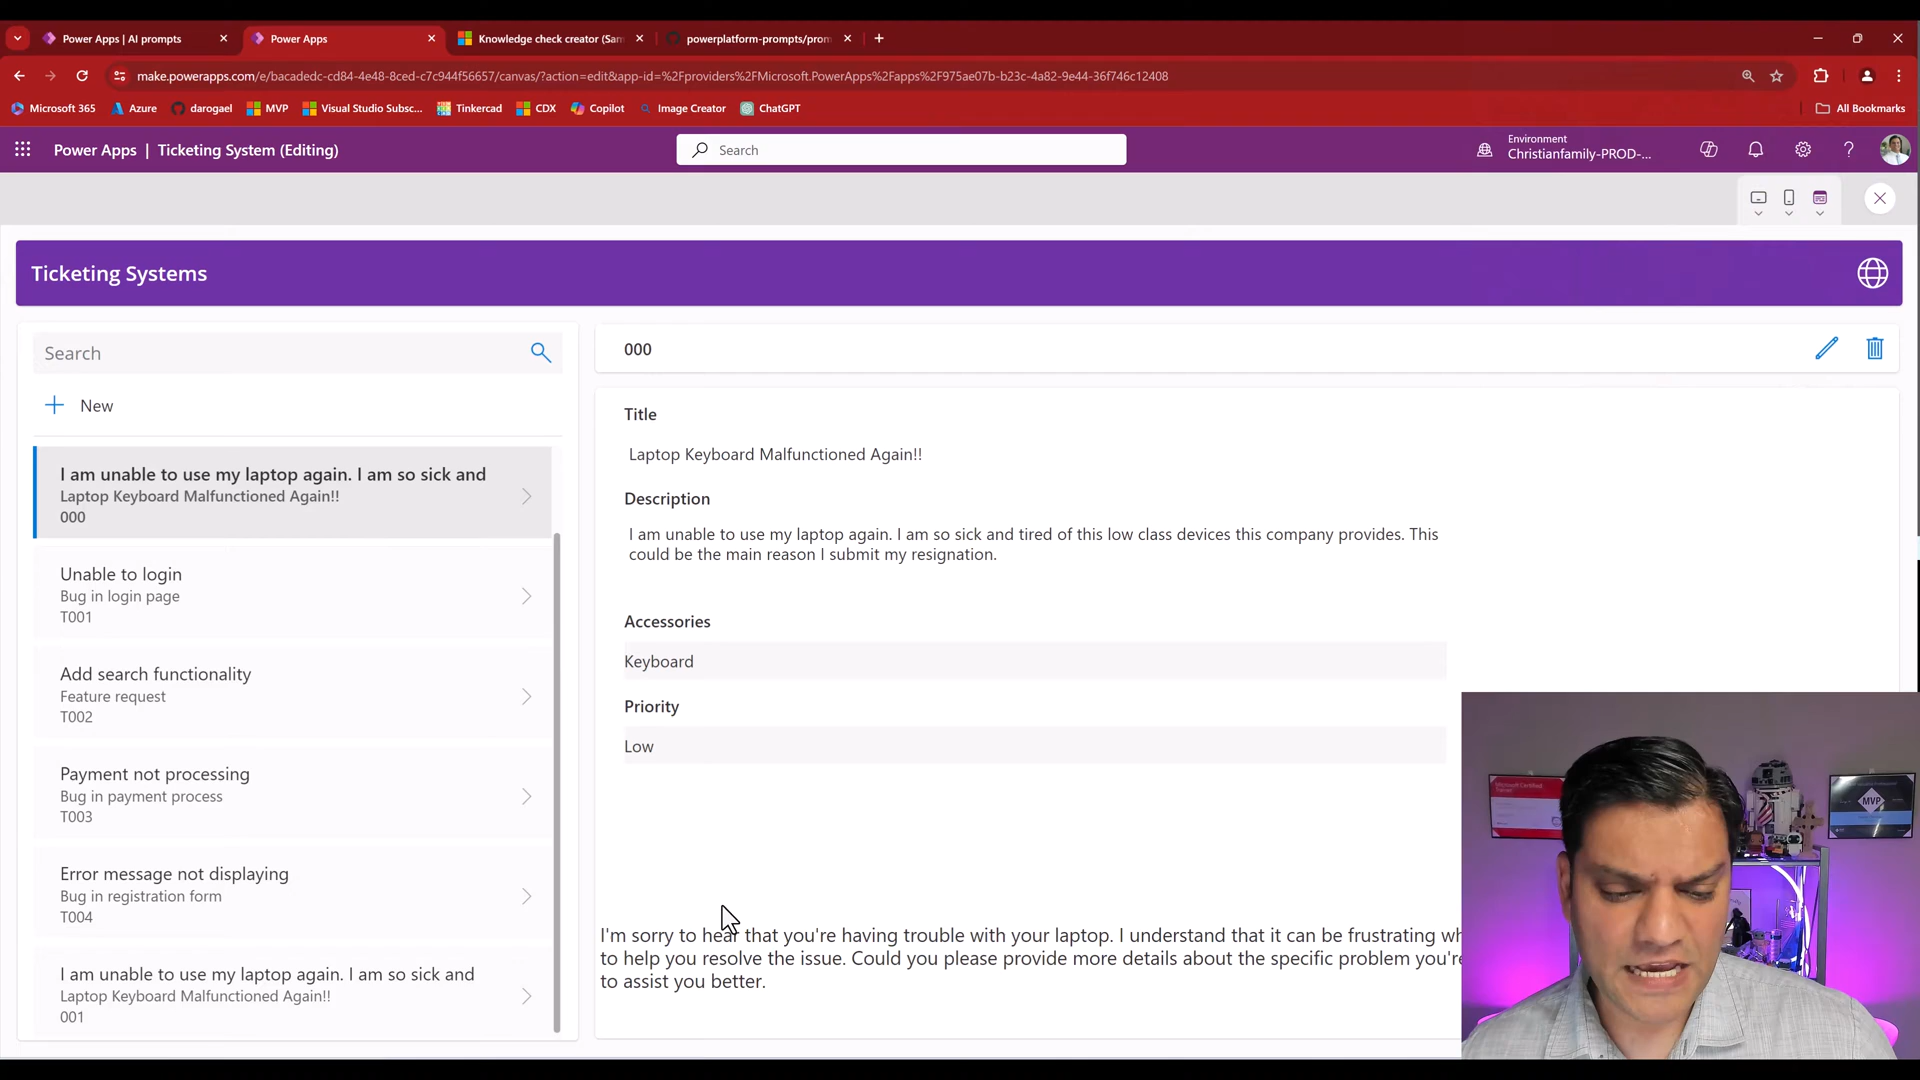 Power Apps | AI prompts
Power Apps
Knowledge check creator (Sam
powerplatform-prompts/prom
make.powerapps.com/e/bacadedc-cd84-4e48-8ced-c7c944f56657/canvas/?action=edit&app-id=%2Fproviders%2FMicrosoft.PowerApps%2Fapps%2F975ae07b-b23c-4a82-9e44-36f746c12408
Microsoft 365
Azure
darogael
MVP
Visual Studio Subsc...
Tinkercad
CDX
Copilot
Image Creator
ChatGPT
All Bookmarks
Power Apps | Ticketing System (Editing)
Search
Environment
Christianfamily-PROD-...
Ticketing Systems
Search
New
I am unable to use my laptop again. I am so sick and
Laptop Keyboard Malfunctioned Again!!
000
Unable to login
Bug in login page
T001
Add search functionality
Feature request
T002
Payment not processing
Bug in payment process
T003
Error message not displaying
Bug in registration form
T004
I am unable to use my laptop again. I am so sick and
Laptop Keyboard Malfunctioned Again!!
001
000
Title
Laptop Keyboard Malfunctioned Again!!
Description
I am unable to use my laptop again. I am so sick and tired of this low class devices this company provides. This
could be the main reason I submit my resignation.
Accessories
Keyboard
Priority
Low
I'm sorry to hear that you're having trouble with your laptop. I understand that it can be frustrating wh
to help you resolve the issue. Could you please provide more details about the specific problem you're
to assist you better.
MVP